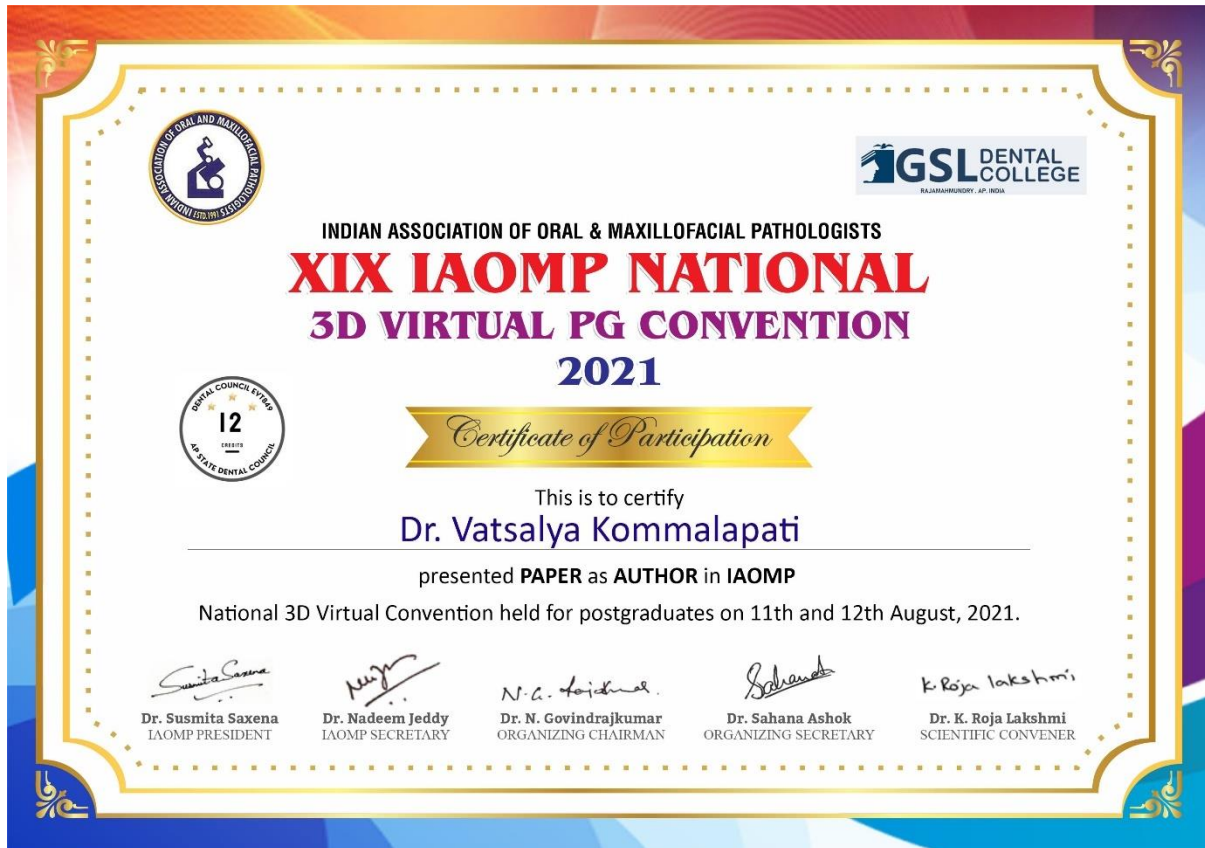 INDIAN ASSOCIATION OF ORAL AND MAXILLOFACIAL PATHOLOGISTS
ESTD.1991
GSL DENTAL COLLEGE
RAJAMAHMUNDRY. AP. INDIA
INDIAN ASSOCIATION OF ORAL & MAXILLOFACIAL PATHOLOGISTS
XIX IAOMP NATIONAL
3D VIRTUAL PG CONVENTION
2021
DENTAL COUNCIL EVT849
12
CREDITS
AP STATE DENTAL COUNCIL
Certificate of Participation
This is to certify
Dr. Vatsalya Kommalapati
presented PAPER as AUTHOR in IAOMP
National 3D Virtual Convention held for postgraduates on 11th and 12th August, 2021.
Susmita Saxena
K. Roja lakshmi
Dr. Susmita Saxena
IAOMP PRESIDENT
Dr. Nadeem Jeddy
IAOMP SECRETARY
Dr. N. Govindrajkumar
ORGANIZING CHAIRMAN
Dr. Sahana Ashok
ORGANIZING SECRETARY
Dr. K. Roja Lakshmi
SCIENTIFIC CONVENER